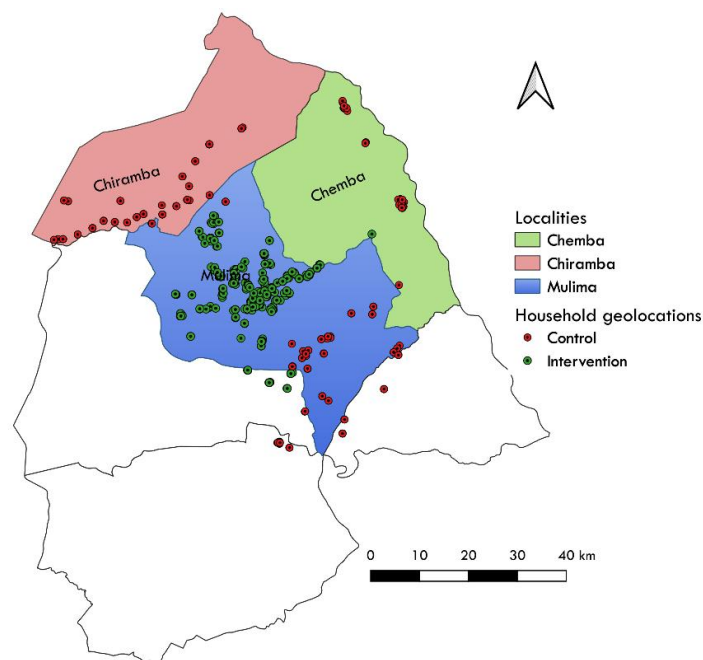 Chiramba
Chemba
Mulima
Localities
Chemba
Chiramba
Mulima
Household geolocations
Control
Intervention
0 10 20 30 40 km